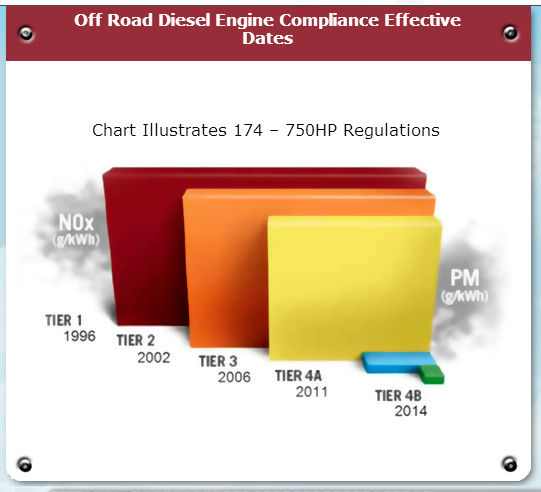 Off Road Diesel Engine Compliance Effective
Dates
Chart Illustrates 174 – 750HP Regulations
NOx
(g/kWh)
PM
(g/kWh)
TIER 1
1996
TIER 2
2002
TIER 3
2006
TIER 4A
2011
TIER 4B
2014